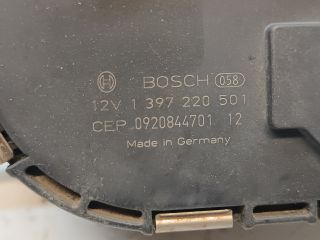 BOSCH 058
12V 1 397 220 501
CEP 0920844701 12
Made in Germany